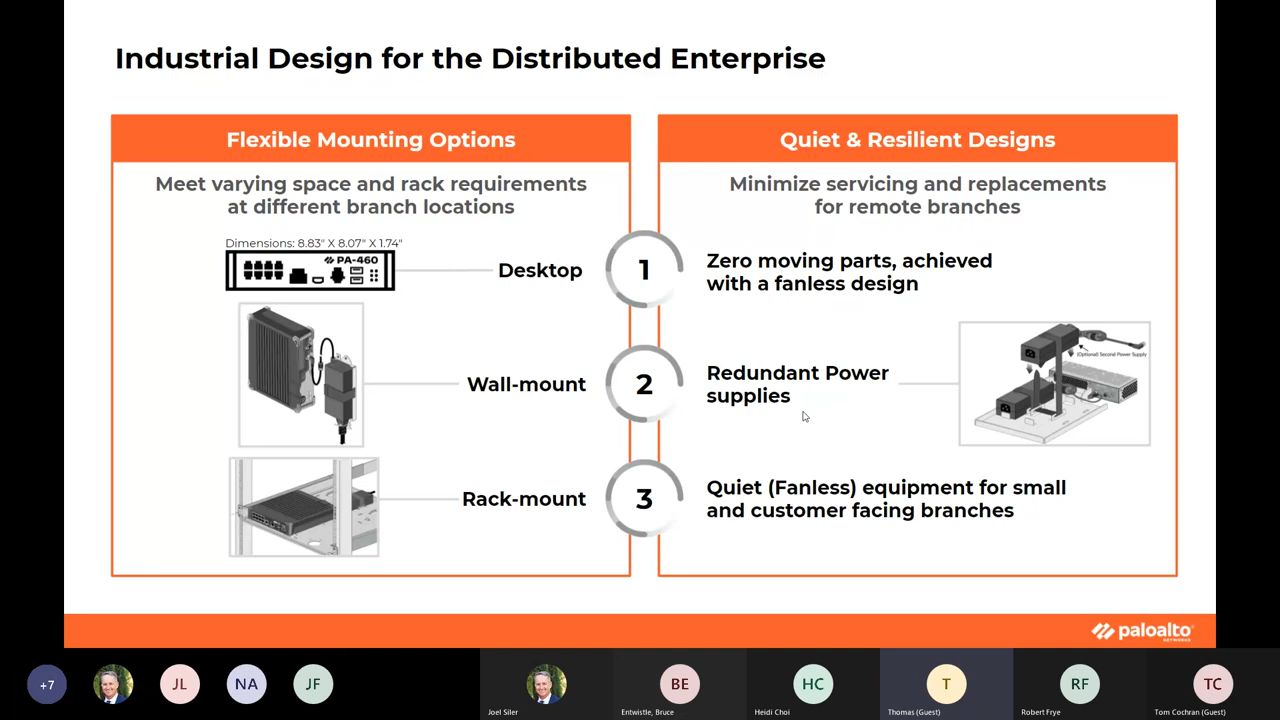 Industrial Design for the Distributed Enterprise
Flexible Mounting Options
Meet varying space and rack requirements
at different branch locations
Dimensions: 8.83" X 8.07" X 1.74"
PA-460
Desktop
Wall-mount
Rack-mount
1
2
3
Quiet & Resilient Designs
Minimize servicing and replacements
for remote branches
Zero moving parts, achieved
with a fanless design
Redundant Power
supplies
(Optional) Second Power Supply
Quiet (Fanless) equipment for small
and customer facing branches
paloalto
NETWORKS
+7
JL
NA
JF
Joel Siler
BE
Entwistle, Bruce
HC
Heidi Choi
T
Thomas (Guest)
RF
Robert Frye
TC
Tom Cochran (Guest)